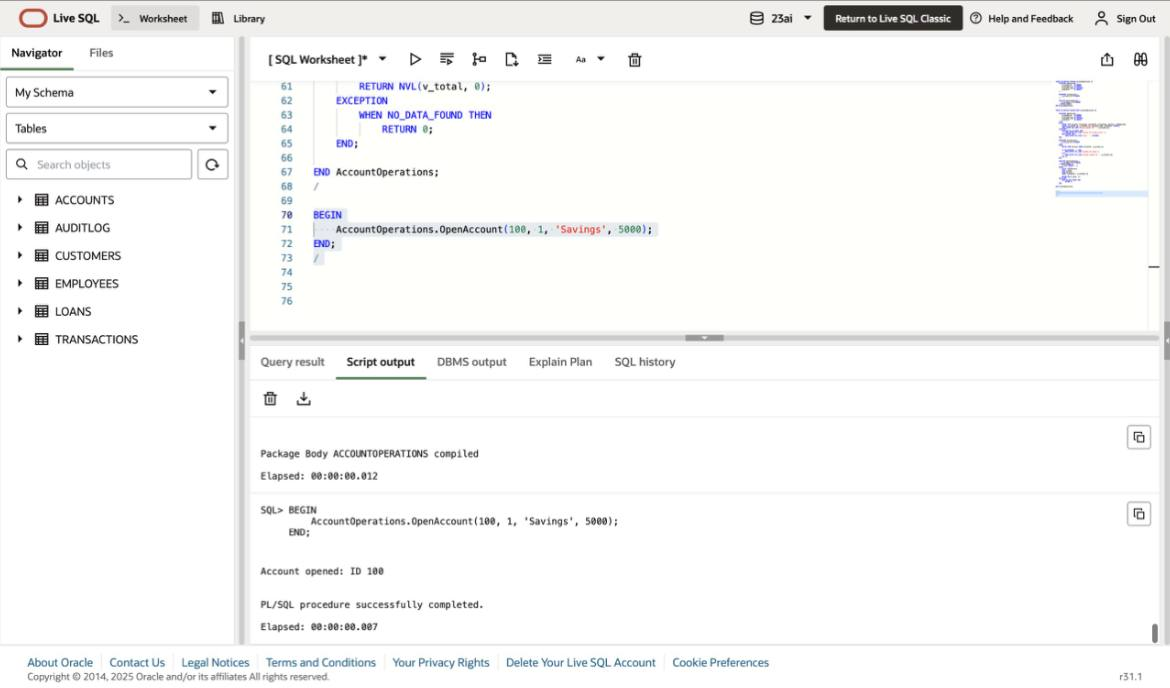 Live SQL
>_ Worksheet
Library
23ai
Return to Live SQL Classic
Help and Feedback
Sign Out
Navigator
Files
My Schema
Tables
Search objects
ACCOUNTS
AUDITLOG
CUSTOMERS
EMPLOYEES
LOANS
TRANSACTIONS
[ SQL Worksheet ]*
Aa
61 RETURN NVL(v_total, 0);
62 EXCEPTION
63 WHEN NO_DATA_FOUND THEN
64 RETURN 0;
65 END;
66
67 END AccountOperations;
68 /
69
70 BEGIN
71 AccountOperations.OpenAccount(100, 1, 'Savings', 5000);
72 END;
73 /
74
75
76
Query result
Script output
DBMS output
Explain Plan
SQL history
Package Body ACCOUNTOPERATIONS compiled
Elapsed: 00:00:00.012
SQL> BEGIN
AccountOperations.OpenAccount(100, 1, 'Savings', 5000);
END;
Account opened: ID 100
PL/SQL procedure successfully completed.
Elapsed: 00:00:00.007
About Oracle
Contact Us
Legal Notices
Terms and Conditions
Your Privacy Rights
Delete Your Live SQL Account
Cookie Preferences
Copyright © 2014, 2025 Oracle and/or its affiliates All rights reserved.
r31.1